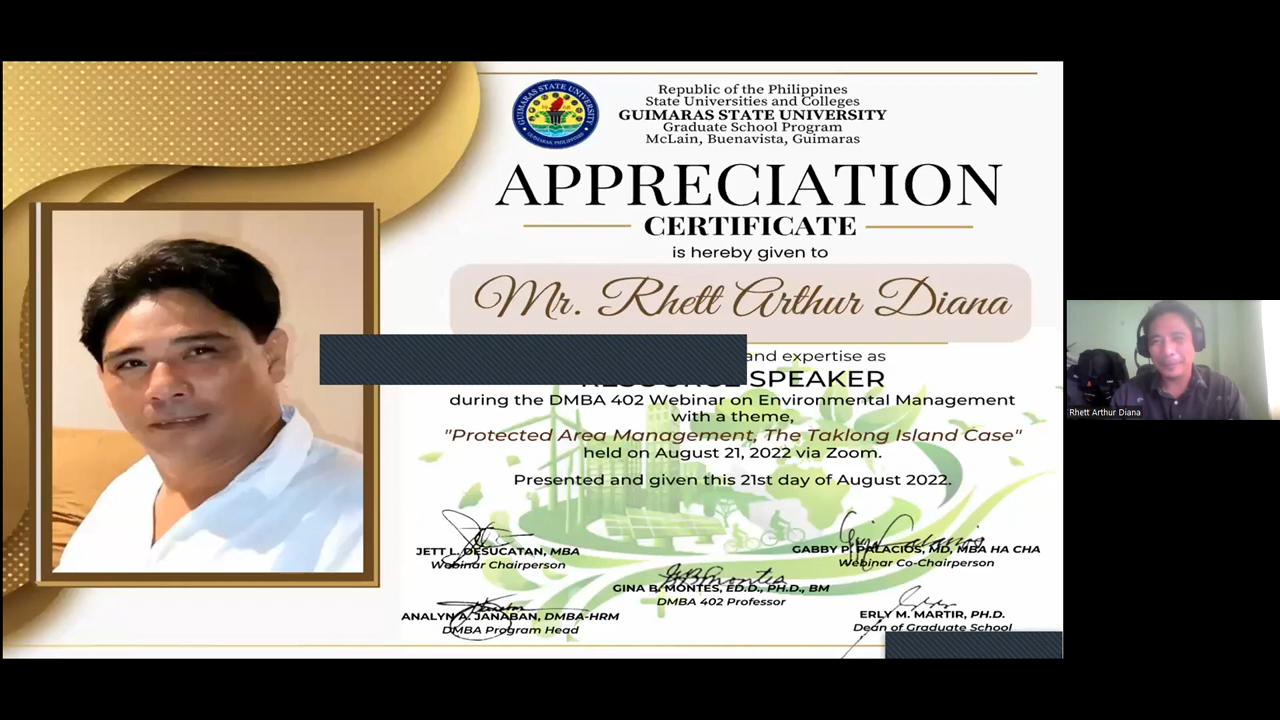 GUIMARAS STATE UNIVERSITY
GUIMARAS, PHILIPPINES
Republic of the Philippines
State Universities and Colleges
GUIMARAS STATE UNIVERSITY
Graduate School Program
McLain, Buenavista, Guimaras
APPRECIATION
CERTIFICATE
is hereby given to
Mr. Rhett Arthur Diana
and expertise as
SPEAKER
during the DMBA 402 Webinar on Environmental Management
with a theme,
"Protected Area Management, The Taklong Island Case"
held on August 21, 2022 via Zoom.
Presented and given this 21st day of August 2022.
JETT L. DESUCATAN, MBA
Webinar Chairperson
GABBY P. PALACIOS, MD, MBA HA CHA
Webinar Co-Chairperson
GINA B. MONTES, ED.D., PH.D., BM
DMBA 402 Professor
ANALYN A. JANABAN, DMBA-HRM
DMBA Program Head
ERLY M. MARTIR, PH.D.
Dean of Graduate School
Rhett Arthur Diana